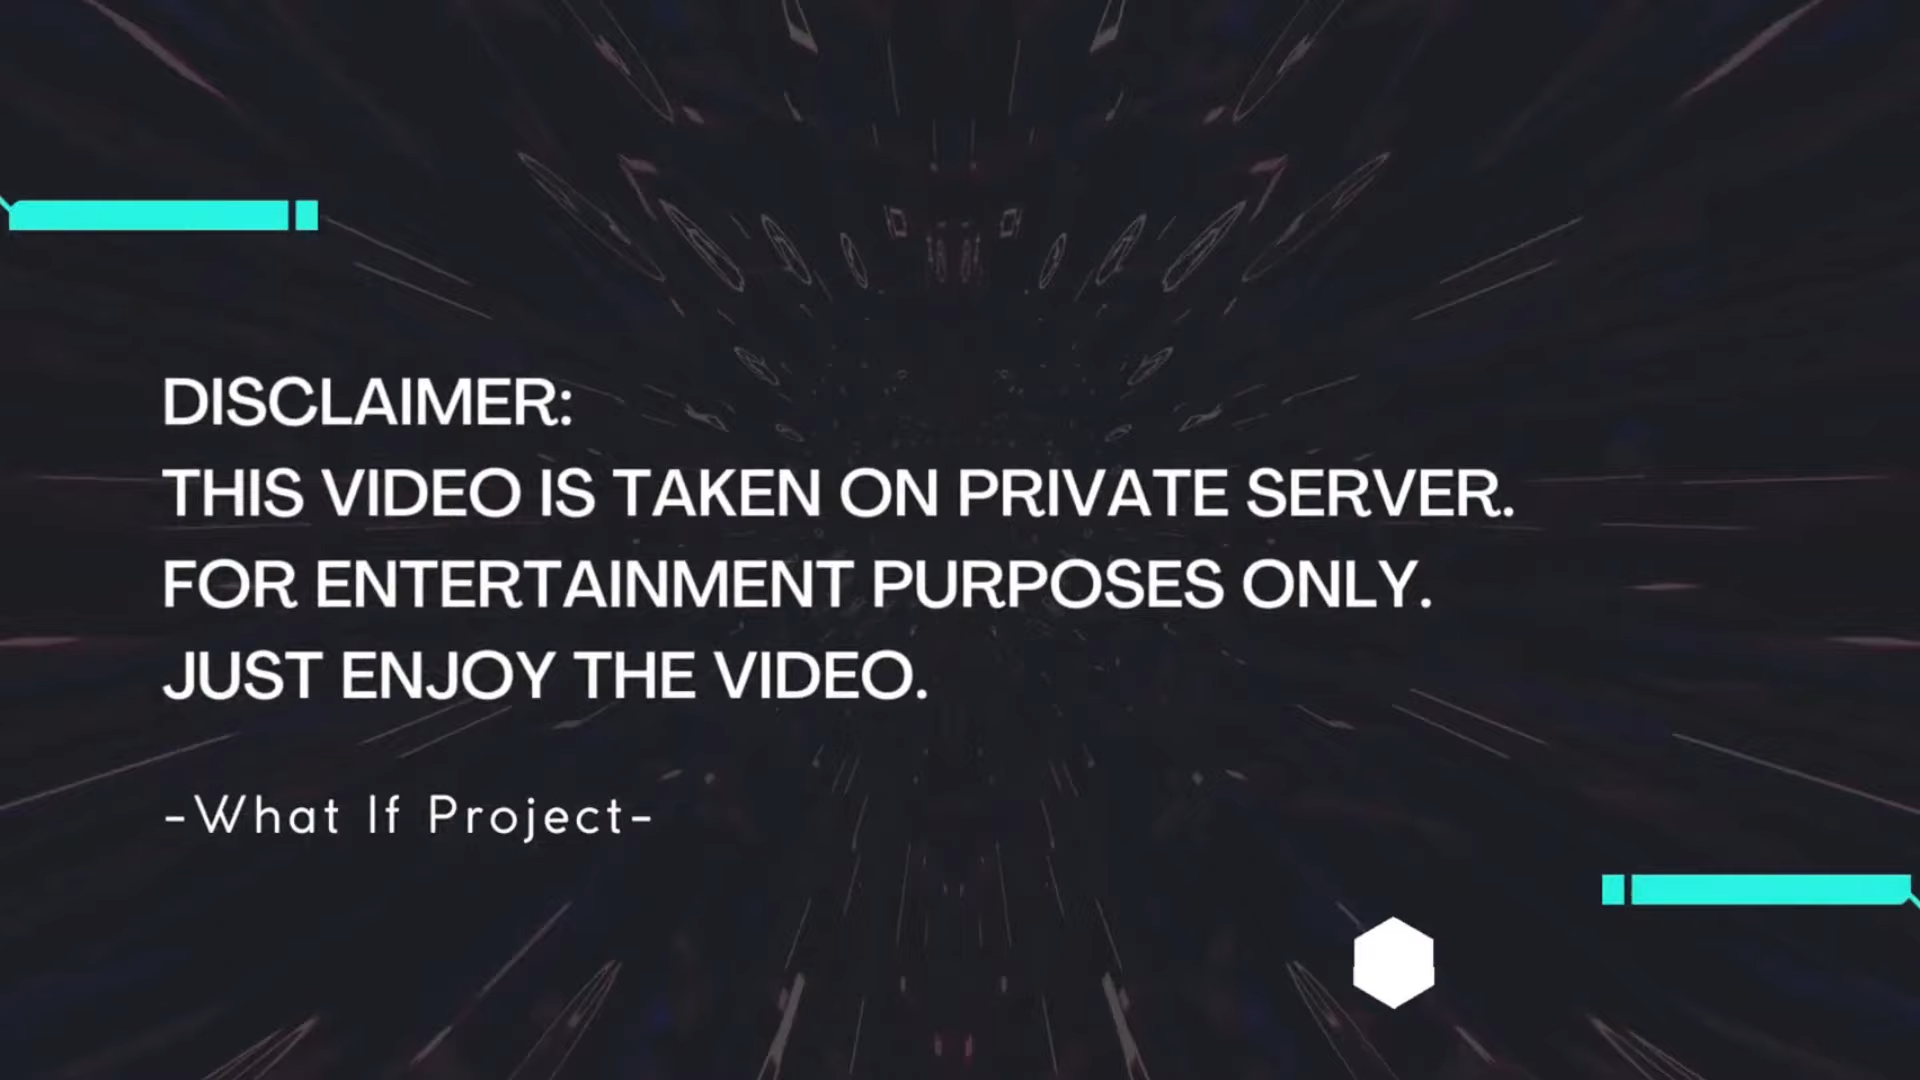 DISCLAIMER:
THIS VIDEO IS TAKEN ON PRIVATE SERVER.
FOR ENTERTAINMENT PURPOSES ONLY.
JUST ENJOY THE VIDEO.
-What If Project-